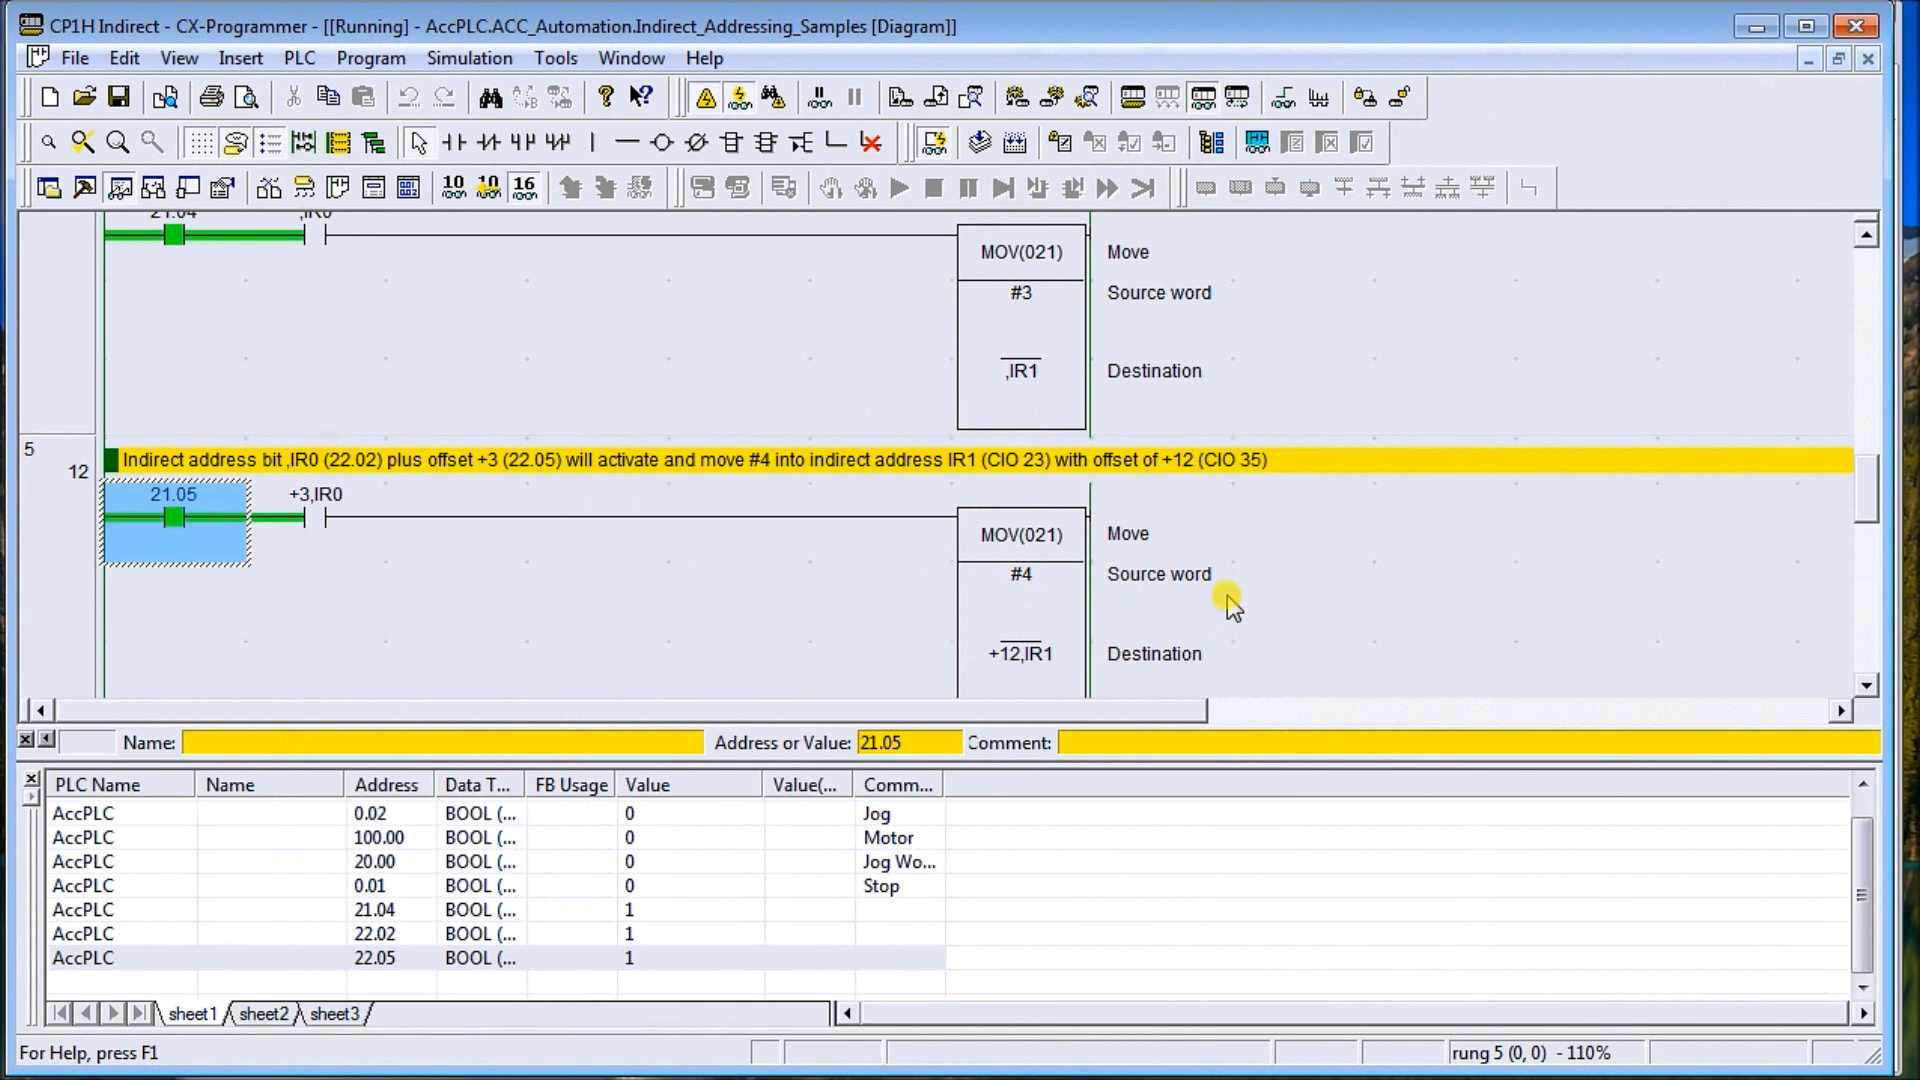 CP1H Indirect - CX-Programmer - [[Running] - AccPLC.ACC_Automation.Indirect_Addressing_Samples [Diagram]]
File Edit View Insert PLC Program Simulation Tools Window Help
10 10 16
21.04 ,IR0
MOV(021) Move
#3 Source word
,IR1 Destination
5
12
Indirect address bit ,IR0 (22.02) plus offset +3 (22.05) will activate and move #4 into indirect address IR1 (CIO 23) with offset of +12 (CIO 35)
21.05 +3,IR0
MOV(021) Move
#4 Source word
+12,IR1 Destination
Name: Address or Value: 21.05 Comment:
PLC Name Name Address Data T... FB Usage Value Value(... Comm...
AccPLC 0.02 BOOL (... 0 Jog
AccPLC 100.00 BOOL (... 0 Motor
AccPLC 20.00 BOOL (... 0 Jog Wo...
AccPLC 0.01 BOOL (... 0 Stop
AccPLC 21.04 BOOL (... 1
AccPLC 22.02 BOOL (... 1
AccPLC 22.05 BOOL (... 1
sheet1 sheet2 sheet3
For Help, press F1 rung 5 (0, 0) - 110%